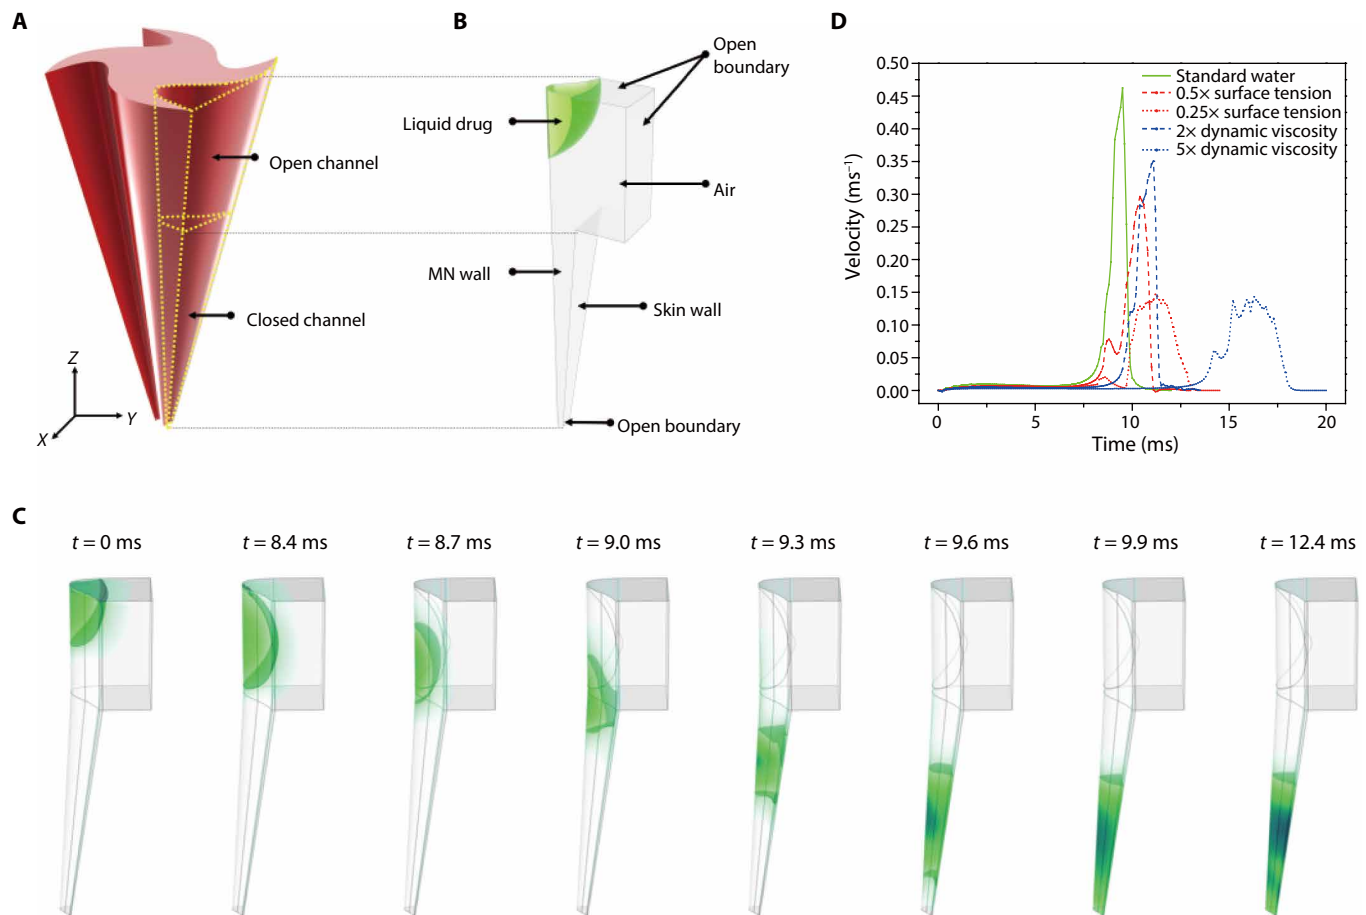 A
B
D
Open
boundary
Liquid drug
Open channel
Air
MN wall
Skin wall
Closed channel
Z
Y
X
Open boundary
Standard water
0.5× surface tension
0.25× surface tension
2× dynamic viscosity
5× dynamic viscosity
Velocity (ms⁻¹)
0.50
0.45
0.40
0.35
0.30
0.25
0.20
0.15
0.10
0.05
0.00
0
5
10
15
20
Time (ms)
C
t = 0 ms
t = 8.4 ms
t = 8.7 ms
t = 9.0 ms
t = 9.3 ms
t = 9.6 ms
t = 9.9 ms
t = 12.4 ms